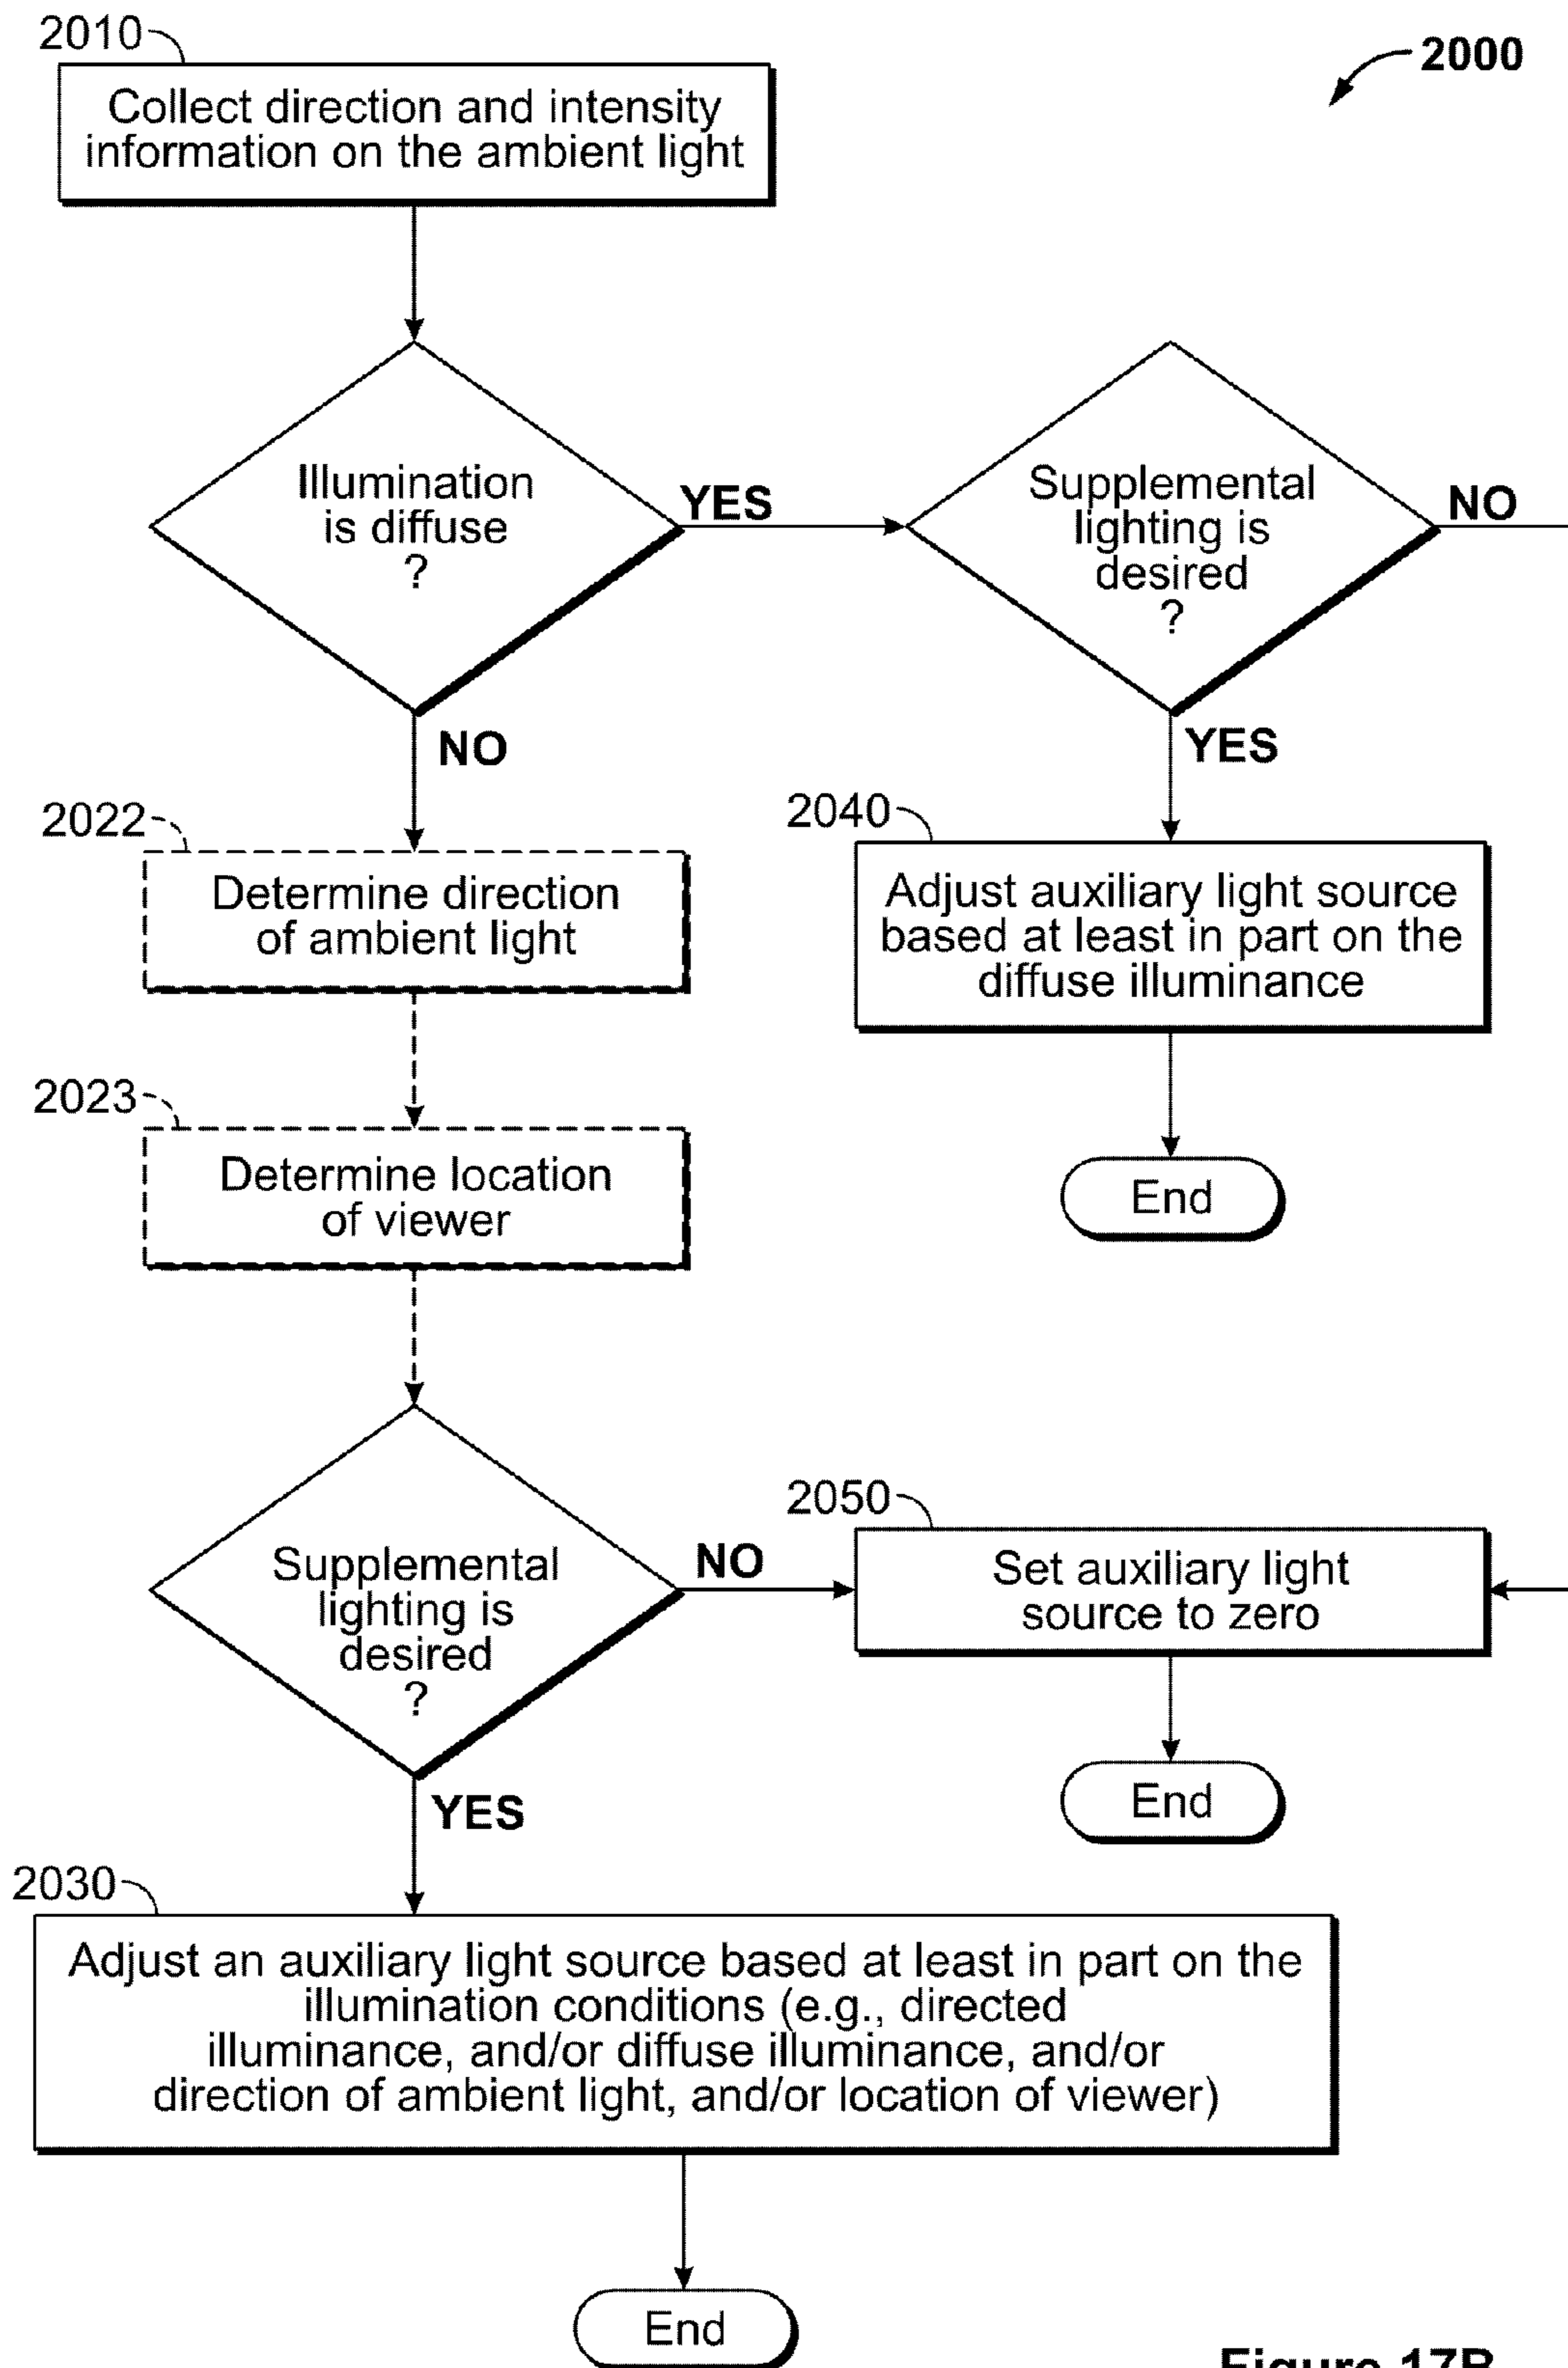 2010
2000
Collect direction and intensity
information on the ambient light
Illumination
is diffuse
?
YES
Supplemental
lighting is
desired
?
NO
NO
YES
2022
Determine direction
of ambient light
2040
Adjust auxiliary light source
based at least in part on the
diffuse illuminance
2023
Determine location
of viewer
End
Supplemental
lighting is
desired
?
NO
2050
Set auxiliary light
source to zero
YES
End
2030
Adjust an auxiliary light source based at least in part on the
illumination conditions (e.g., directed
illuminance, and/or diffuse illuminance, and/or
direction of ambient light, and/or location of viewer)
End
Figure 17B